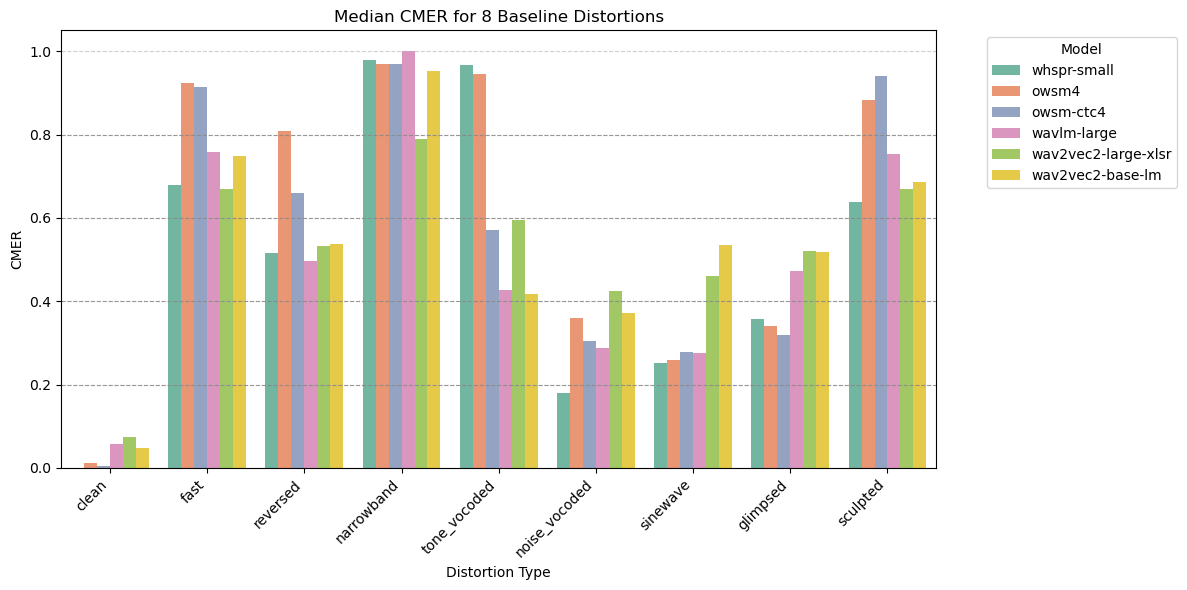 Median CMER for 8 Baseline Distortions
CMER
1.0
0.8
0.6
0.4
0.2
0.0
clean
fast
reversed
narrowband
tone_vocoded
noise_vocoded
sinewave
glimpsed
sculpted
Distortion Type
Model
whspr-small
owsm4
owsm-ctc4
wavlm-large
wav2vec2-large-xlsr
wav2vec2-base-lm